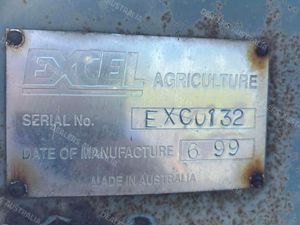 EXCEL AGRICULTURE
SERIAL No. EXC0132
DATE OF MANUFACTURE 6 99
MADE IN AUSTRALIA